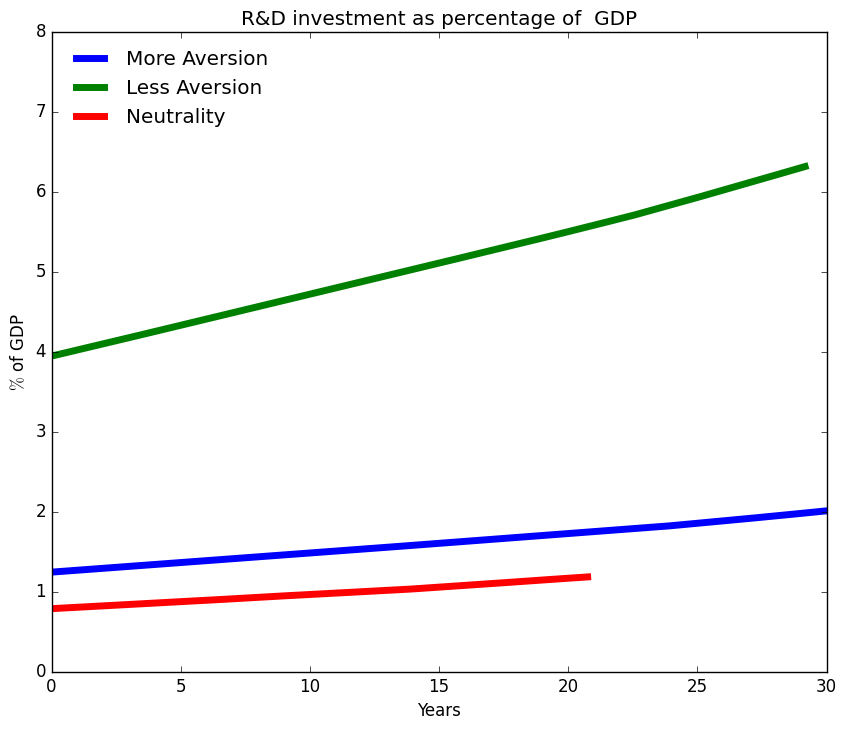 R&D investment as percentage of  GDP
8
7
6
5
4
3
2
1
0
More Aversion
Less Aversion
Neutrality
% of GDP
0 5 10 15 20 25 30
Years